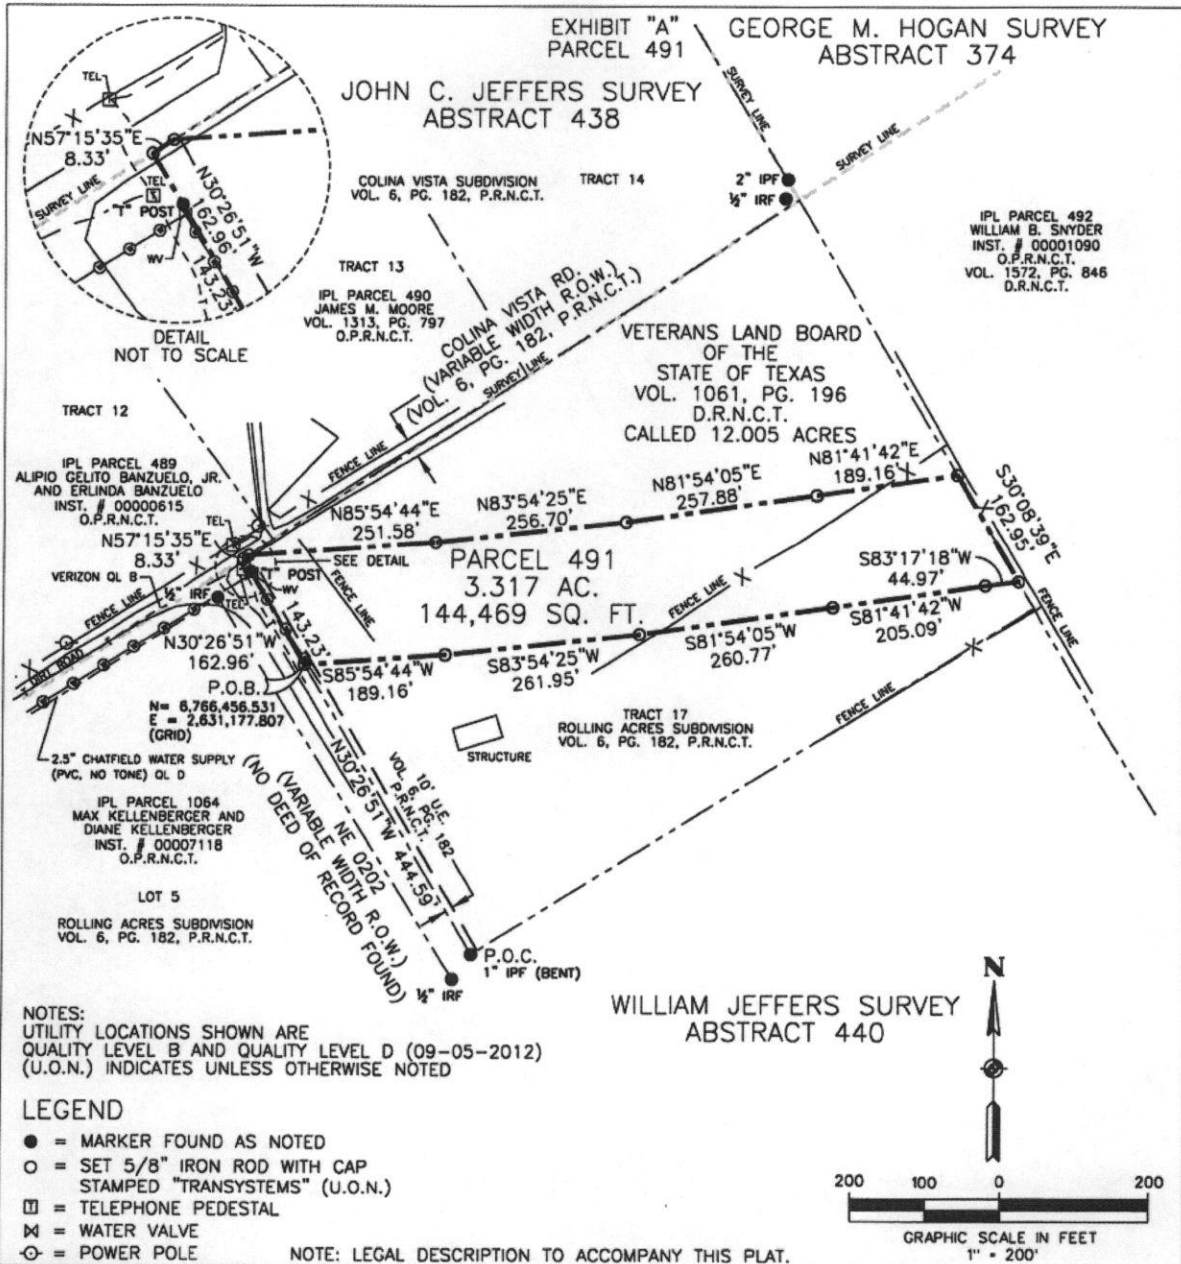 EXHIBIT "A"
PARCEL 491
GEORGE M. HOGAN SURVEY
ABSTRACT 374
JOHN C. JEFFERS SURVEY
ABSTRACT 438
SURVEY LINE
SURVEY LINE
TEL
N57°15'35"E
8.33'
SURVEY LINE
TEL
"T" POST
WV
N30°26'51"W
162.96'
143.23'
DETAIL
NOT TO SCALE
COLINA VISTA SUBDIVISION
VOL. 6, PG. 182, P.R.N.C.T.
TRACT 14
2" IPF
½" IRF
IPL PARCEL 492
WILLIAM B. SNYDER
INST. # 00001090
O.P.R.N.C.T.
VOL. 1572, PG. 846
D.R.N.C.T.
TRACT 13
IPL PARCEL 490
JAMES M. MOORE
VOL. 1313, PG. 797
O.P.R.N.C.T.
COLINA VISTA RD.
(VARIABLE WIDTH R.O.W.)
(VOL. 6, PG. 182, P.R.N.C.T.)
SURVEY LINE
VETERANS LAND BOARD
OF THE
STATE OF TEXAS
VOL. 1061, PG. 196
D.R.N.C.T.
CALLED 12.005 ACRES
TRACT 12
IPL PARCEL 489
ALIPIO GELITO BANZUELO, JR.
AND ERLINDA BANZUELO
INST. # 00000615
O.P.R.N.C.T.
FENCE LINE
TEL
N57°15'35"E
8.33'
N85°54'44"E
251.58'
N83°54'25"E
256.70'
N81°54'05"E
257.88'
N81°41'42"E
189.16'
S30°08'39"E
162.95'
SEE DETAIL
"T" POST
WV
VERIZON QL B
½" IRF
TEL
FENCE LINE
FENCE LINE
DIRT ROAD
PARCEL 491
3.317 AC.
144,469 SQ. FT.
FENCE LINE
S83°17'18"W
44.97'
FENCE LINE
143.23'
N30°26'51"W
162.96'
P.O.B.
N= 6,766,456.531
E = 2,631,177.807
(GRID)
S85°54'44"W
189.16'
S83°54'25"W
261.95'
S81°54'05"W
260.77'
S81°41'42"W
205.09'
FENCE LINE
2.5" CHATFIELD WATER SUPPLY
(PVC, NO TONE) QL D
STRUCTURE
TRACT 17
ROLLING ACRES SUBDIVISION
VOL. 6, PG. 182, P.R.N.C.T.
10' U.E.
VOL. 6, PG. 182
P.R.N.C.T.
N30°26'51"W 444.59'
NE 0202
(VARIABLE WIDTH R.O.W.)
(NO DEED OF RECORD FOUND)
IPL PARCEL 1064
MAX KELLENBERGER AND
DIANE KELLENBERGER
INST. # 00007118
O.P.R.N.C.T.
LOT 5
ROLLING ACRES SUBDIVISION
VOL. 6, PG. 182, P.R.N.C.T.
P.O.C.
1" IPF (BENT)
½" IRF
WILLIAM JEFFERS SURVEY
ABSTRACT 440
N
NOTES:
UTILITY LOCATIONS SHOWN ARE
QUALITY LEVEL B AND QUALITY LEVEL D (09-05-2012)
(U.O.N.) INDICATES UNLESS OTHERWISE NOTED
LEGEND
= MARKER FOUND AS NOTED
= SET 5/8" IRON ROD WITH CAP
STAMPED "TRANSYSTEMS" (U.O.N.)
T = TELEPHONE PEDESTAL
= WATER VALVE
= POWER POLE
NOTE: LEGAL DESCRIPTION TO ACCOMPANY THIS PLAT.
200 100 0 200
GRAPHIC SCALE IN FEET
1" = 200'